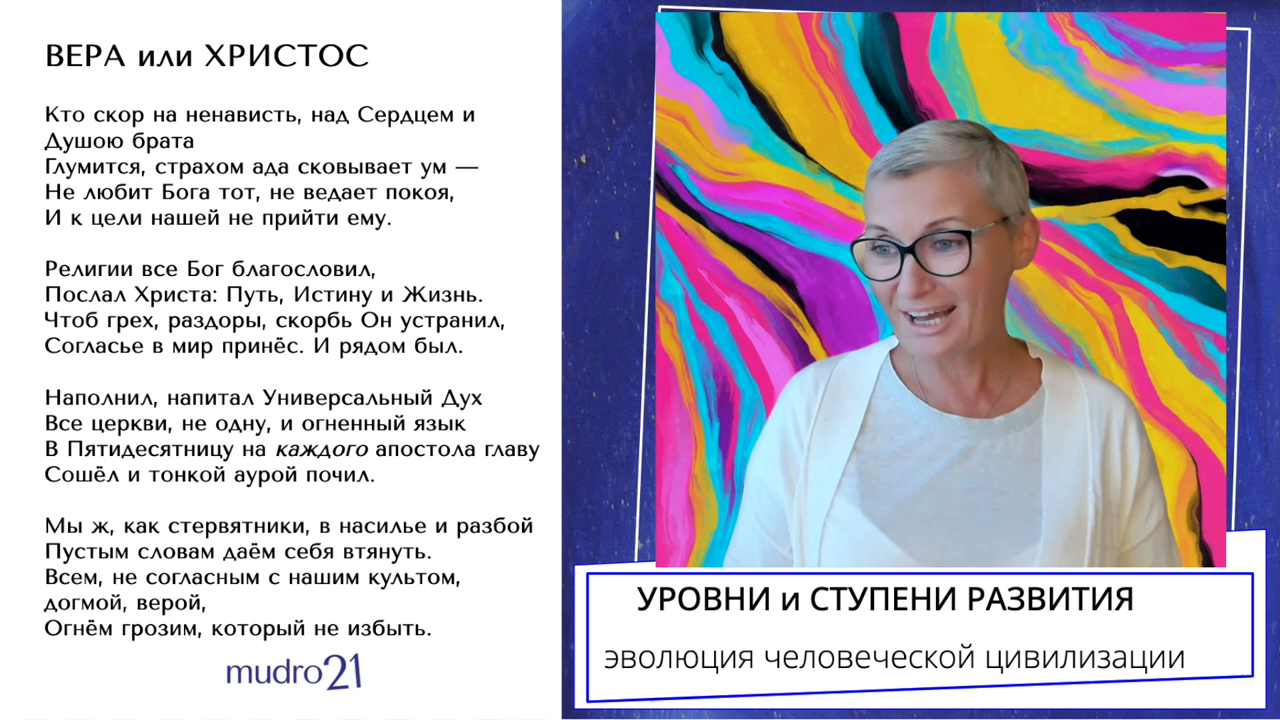 ВЕРА или ХРИСТОС
Кто скор на ненависть, над Сердцем и
Душою брата
Глумится, страхом ада сковывает ум —
Не любит Бога тот, не ведает покоя,
И к цели нашей не прийти ему.
Религии все Бог благословил,
Послал Христа: Путь, Истину и Жизнь.
Чтоб грех, раздоры, скорбь Он устранил,
Согласье в мир принёс. И рядом был.
Наполнил, напитал Универсальный Дух
Все церкви, не одну, и огненный язык
В Пятидесятницу на каждого апостола главу
Сошёл и тонкой аурой почил.
Мы ж, как стервятники, в насилье и разбой
Пустым словам даём себя втянуть.
Всем, не согласным с нашим культом,
догмой, верой,
Огнём грозим, который не избыть.
mudro21
УРОВНИ и СТУПЕНИ РАЗВИТИЯ
эволюция человеческой цивилизации